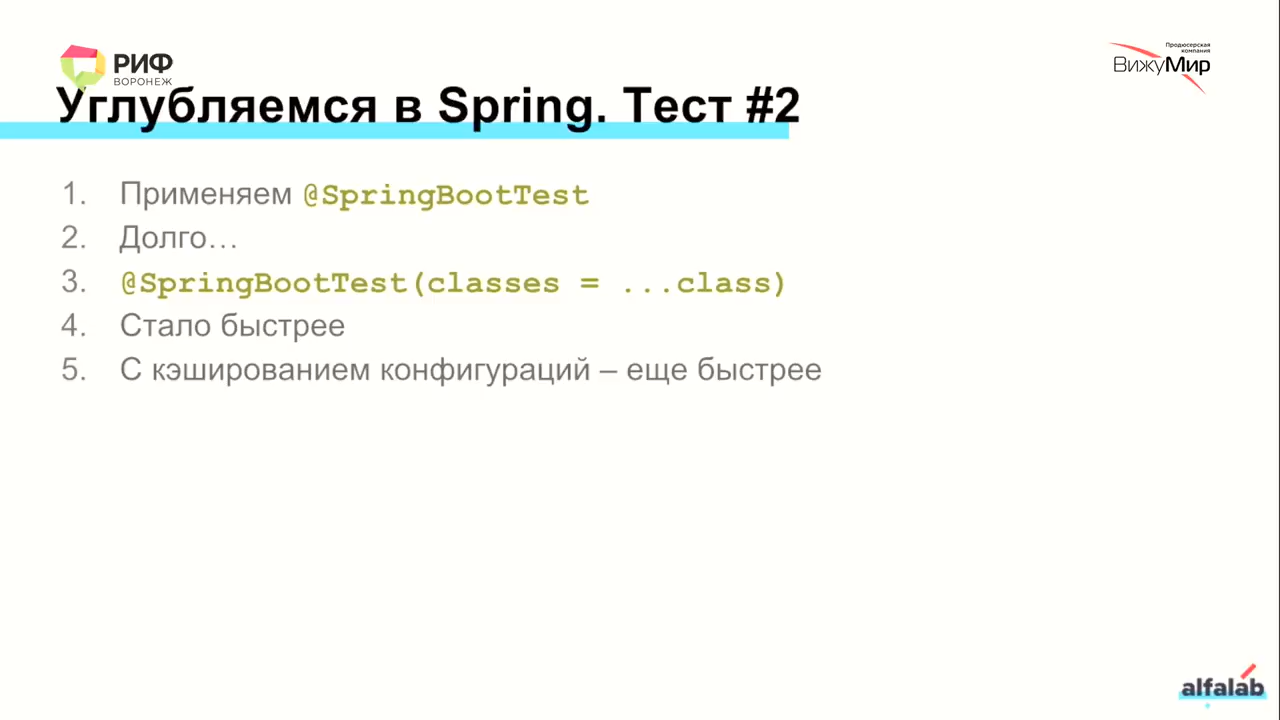 РИФ
ВОРОНЕЖ
Продюсерская
компания
ВижуМир
Углубляемся в Spring. Тест #2
1. Применяем @SpringBootTest
2. Долго…
3. @SpringBootTest(classes = ...class)
4. Стало быстрее
5. С кэшированием конфигураций – еще быстрее
alfalab